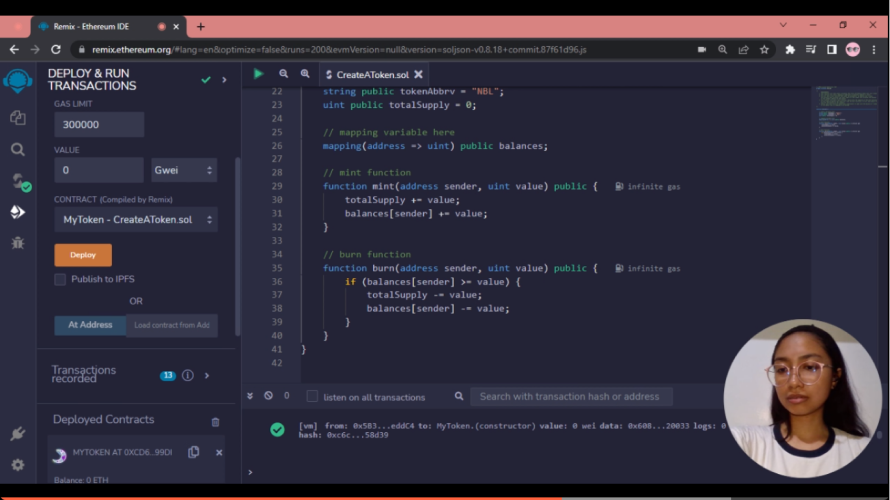 Remix - Ethereum IDE
remix.ethereum.org/#lang=en&optimize=false&runs=200&evmVersion=null&version=soljson-v0.8.18+commit.87f61d96.js
DEPLOY & RUN
TRANSACTIONS
GAS LIMIT
300000
VALUE
0
Gwei
CONTRACT (Compiled by Remix)
MyToken - CreateAToken.sol
Deploy
Publish to IPFS
OR
At Address
Load contract from Add
Transactions
recorded
13
i
Deployed Contracts
MYTOKEN AT 0XCD6...99DI
Balance: 0 ETH
CreateAToken.sol
22 string public tokenAbbrv = "NBL";
23 uint public totalSupply = 0;
24
25 // mapping variable here
26 mapping(address => uint) public balances;
27
28 // mint function
29 function mint(address sender, uint value) public { infinite gas
30 totalSupply += value;
31 balances[sender] += value;
32 }
33
34 // burn function
35 function burn(address sender, uint value) public { infinite gas
36 if (balances[sender] >= value) {
37 totalSupply -= value;
38 balances[sender] -= value;
39 }
40 }
41 }
42
0
listen on all transactions
Search with transaction hash or address
[vm] from: 0x583...eddC4 to: MyToken.(constructor) value: 0 wei data: 0x608...20033 logs: 0
hash: 0xc6c...58d39
>